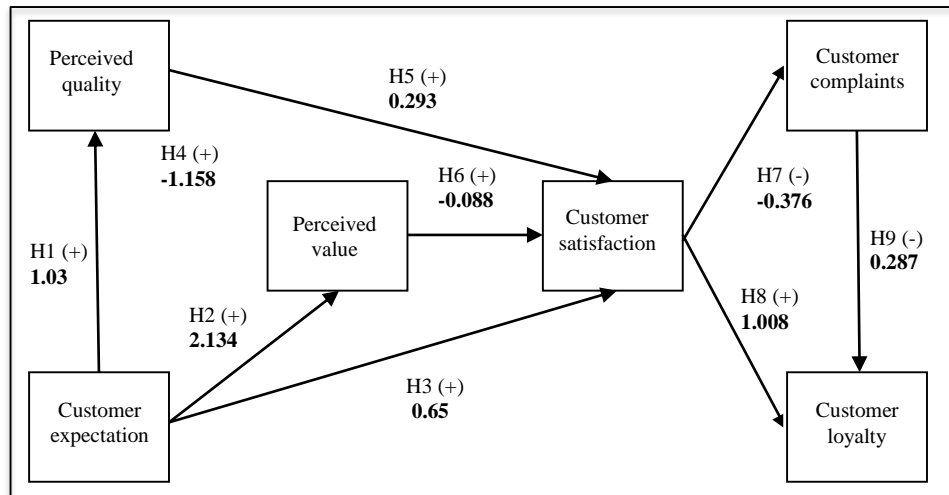 Perceived
quality
Customer
complaints
H5 (+)
0.293
H4 (+)
-1.158
H6 (+)
-0.088
H7 (-)
-0.376
Perceived
value
Customer
satisfaction
H1 (+)
1.03
H9 (-)
0.287
H2 (+)
2.134
H8 (+)
1.008
H3 (+)
0.65
Customer
expectation
Customer
loyalty